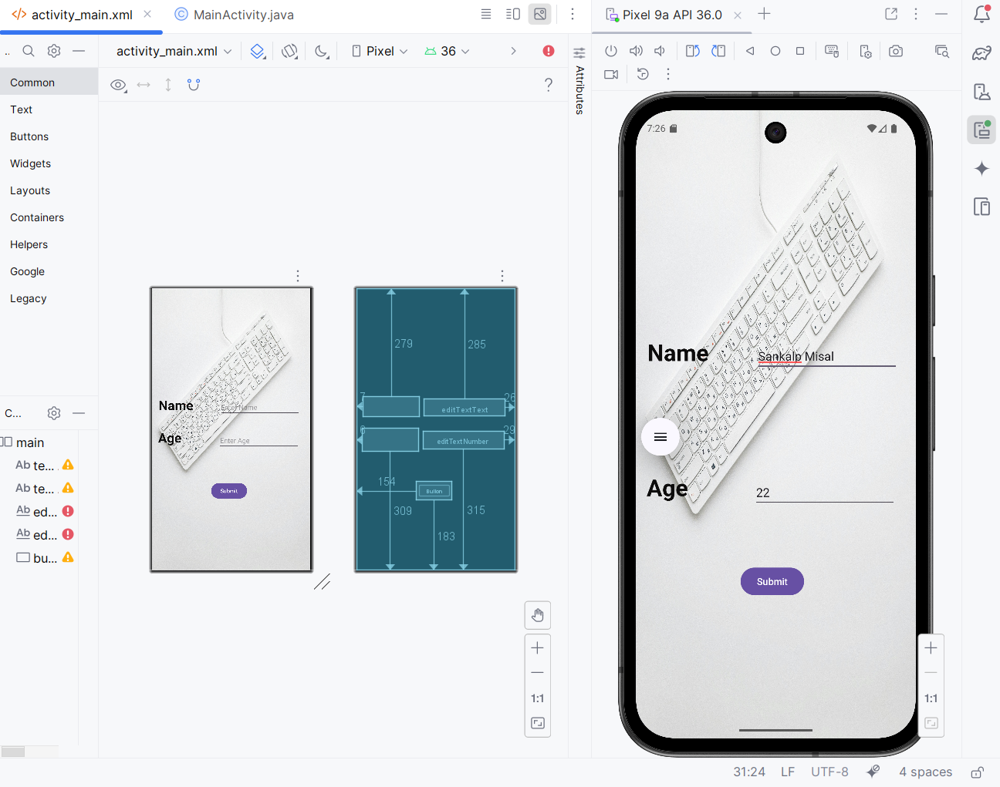 activity_main.xml
MainActivity.java
Pixel 9a API 36.0
..
activity_main.xml
Pixel
36
?
Attributes
Common
Text
Buttons
Widgets
Layouts
Containers
Helpers
Google
Legacy
C...
main
Ab te...
Ab te...
Ab ed...
Ab ed...
bu...
Name
Enter Name
Age
Enter Age
Submit
279
285
7
26
editTextText
6
29
editTextNumber
154
Button
309
315
183
1:1
7:26
Name
Sankalp Misal
Age
22
Submit
1:1
31:24
LF
UTF-8
4 spaces